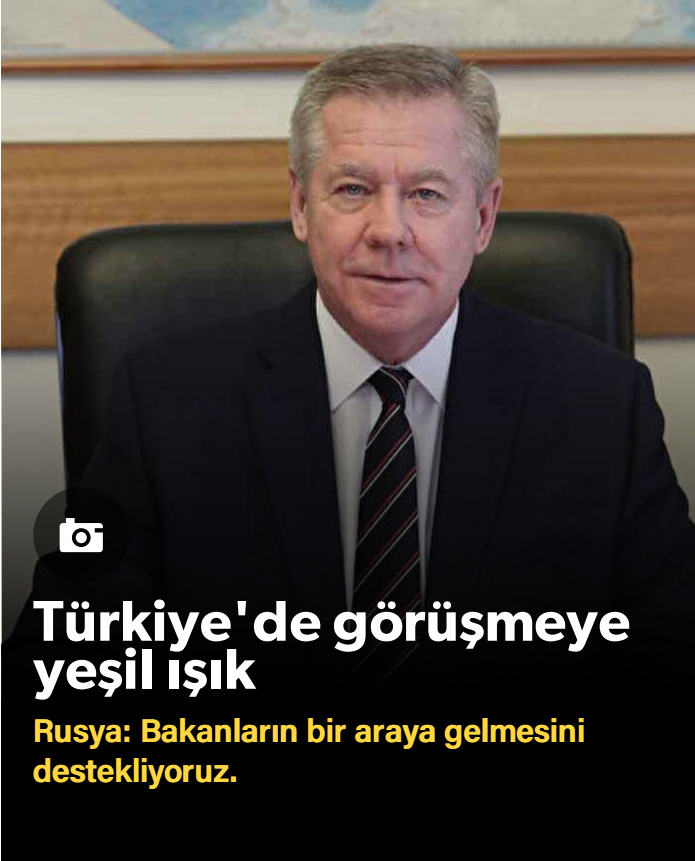 Türkiye'de görüşmeye
yeşil ışık
Rusya: Bakanların bir araya gelmesini
destekliyoruz.